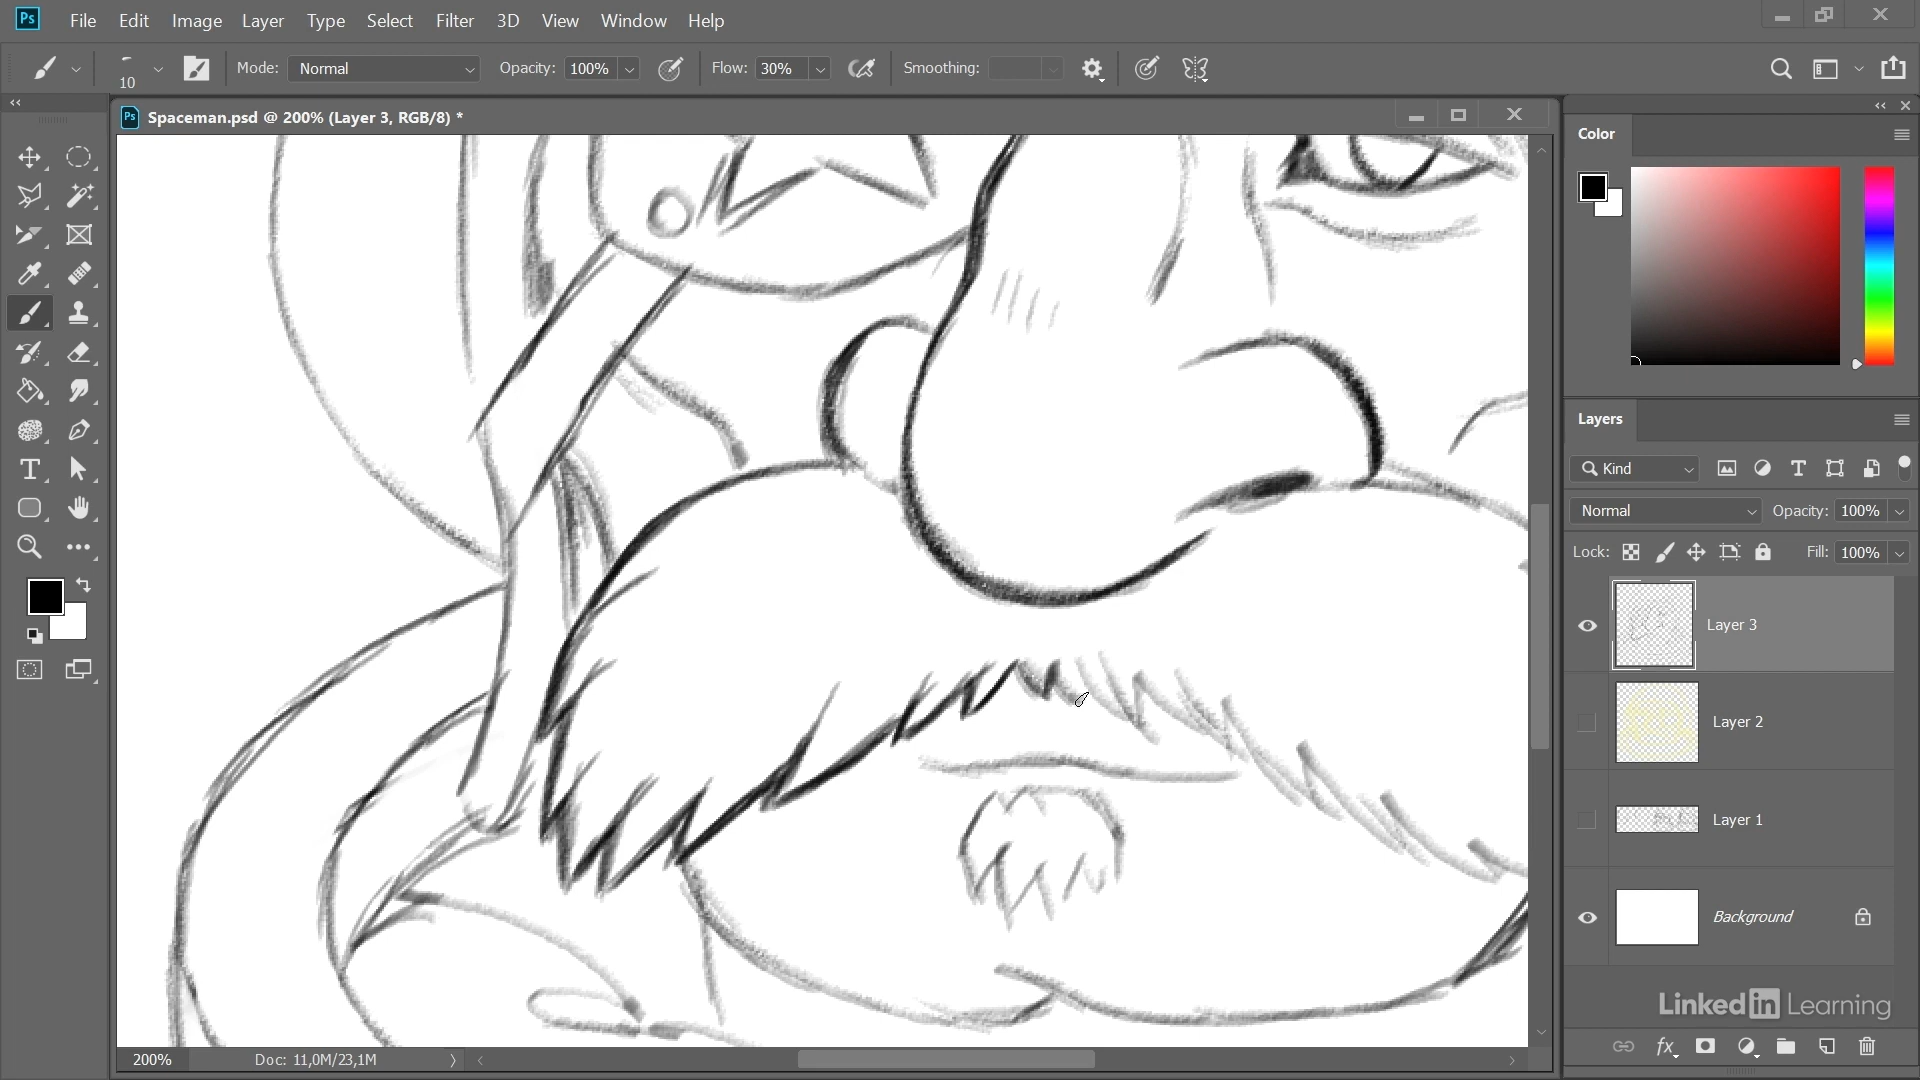 Ps File Edit Image Layer Type Select Filter 3D View Window Help
10 Mode: Normal Opacity: 100% Flow: 30% Smoothing:
Ps Spaceman.psd @ 200% (Layer 3, RGB/8) *
Color
Layers
Kind
Normal Opacity: 100%
Lock: Fill: 100%
Layer 3
Layer 2
Layer 1
Background
LinkedIn Learning
fx
200% Doc: 11,0M/23,1M